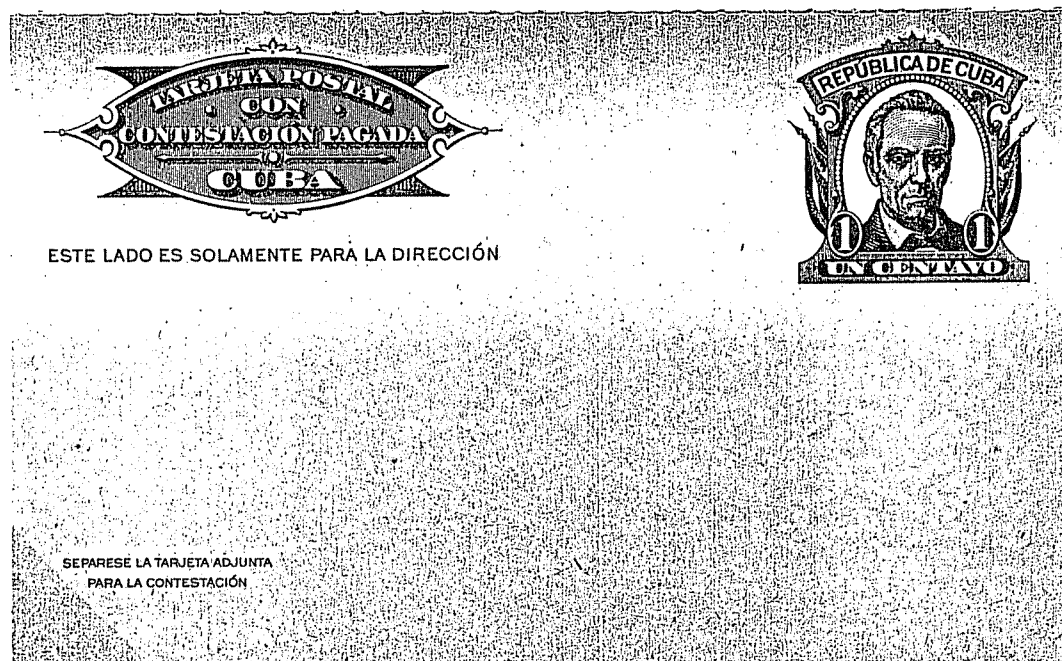 TARJETA POSTAL
CON
CONTESTACIÓN PAGADA
CUBA
REPÚBLICA DE CUBA
1 1
UN CENTAVO
ESTE LADO ES SOLAMENTE PARA LA DIRECCIÓN
SEPARESE LA TARJETA ADJUNTA
PARA LA CONTESTACIÓN